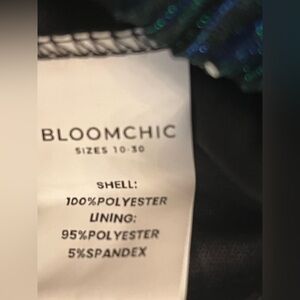 BLOOMCHIC
SIZES 10-30
SHELL:
100%POLYESTER
LINING:
95%POLYESTER
5%SPANDEX